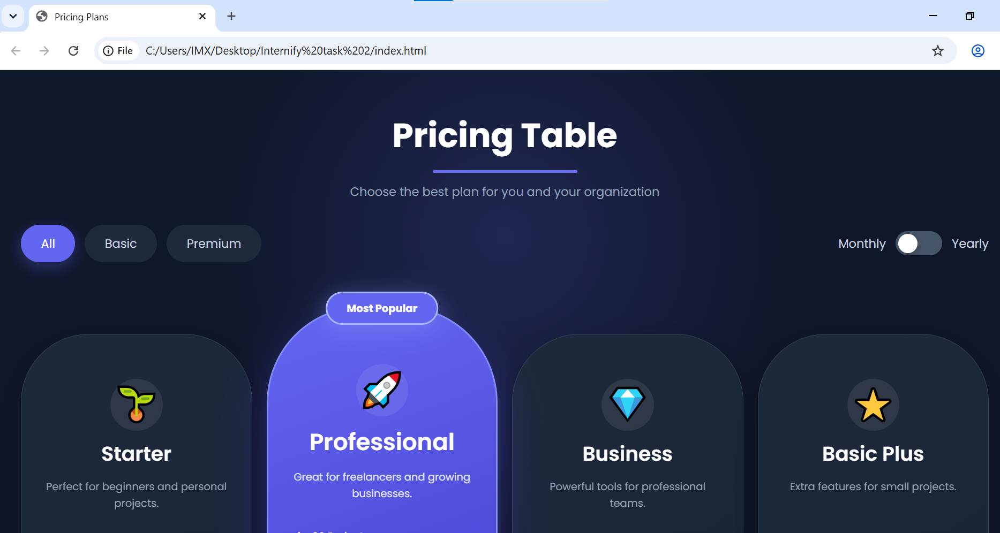 Pricing Plans
File C:/Users/IMX/Desktop/Internify%20task%202/index.html
Pricing Table
Choose the best plan for you and your organization
All Basic Premium Monthly Yearly
Most Popular
Starter
Perfect for beginners and personal
projects.
Professional
Great for freelancers and growing
businesses.
Business
Powerful tools for professional
teams.
Basic Plus
Extra features for small projects.